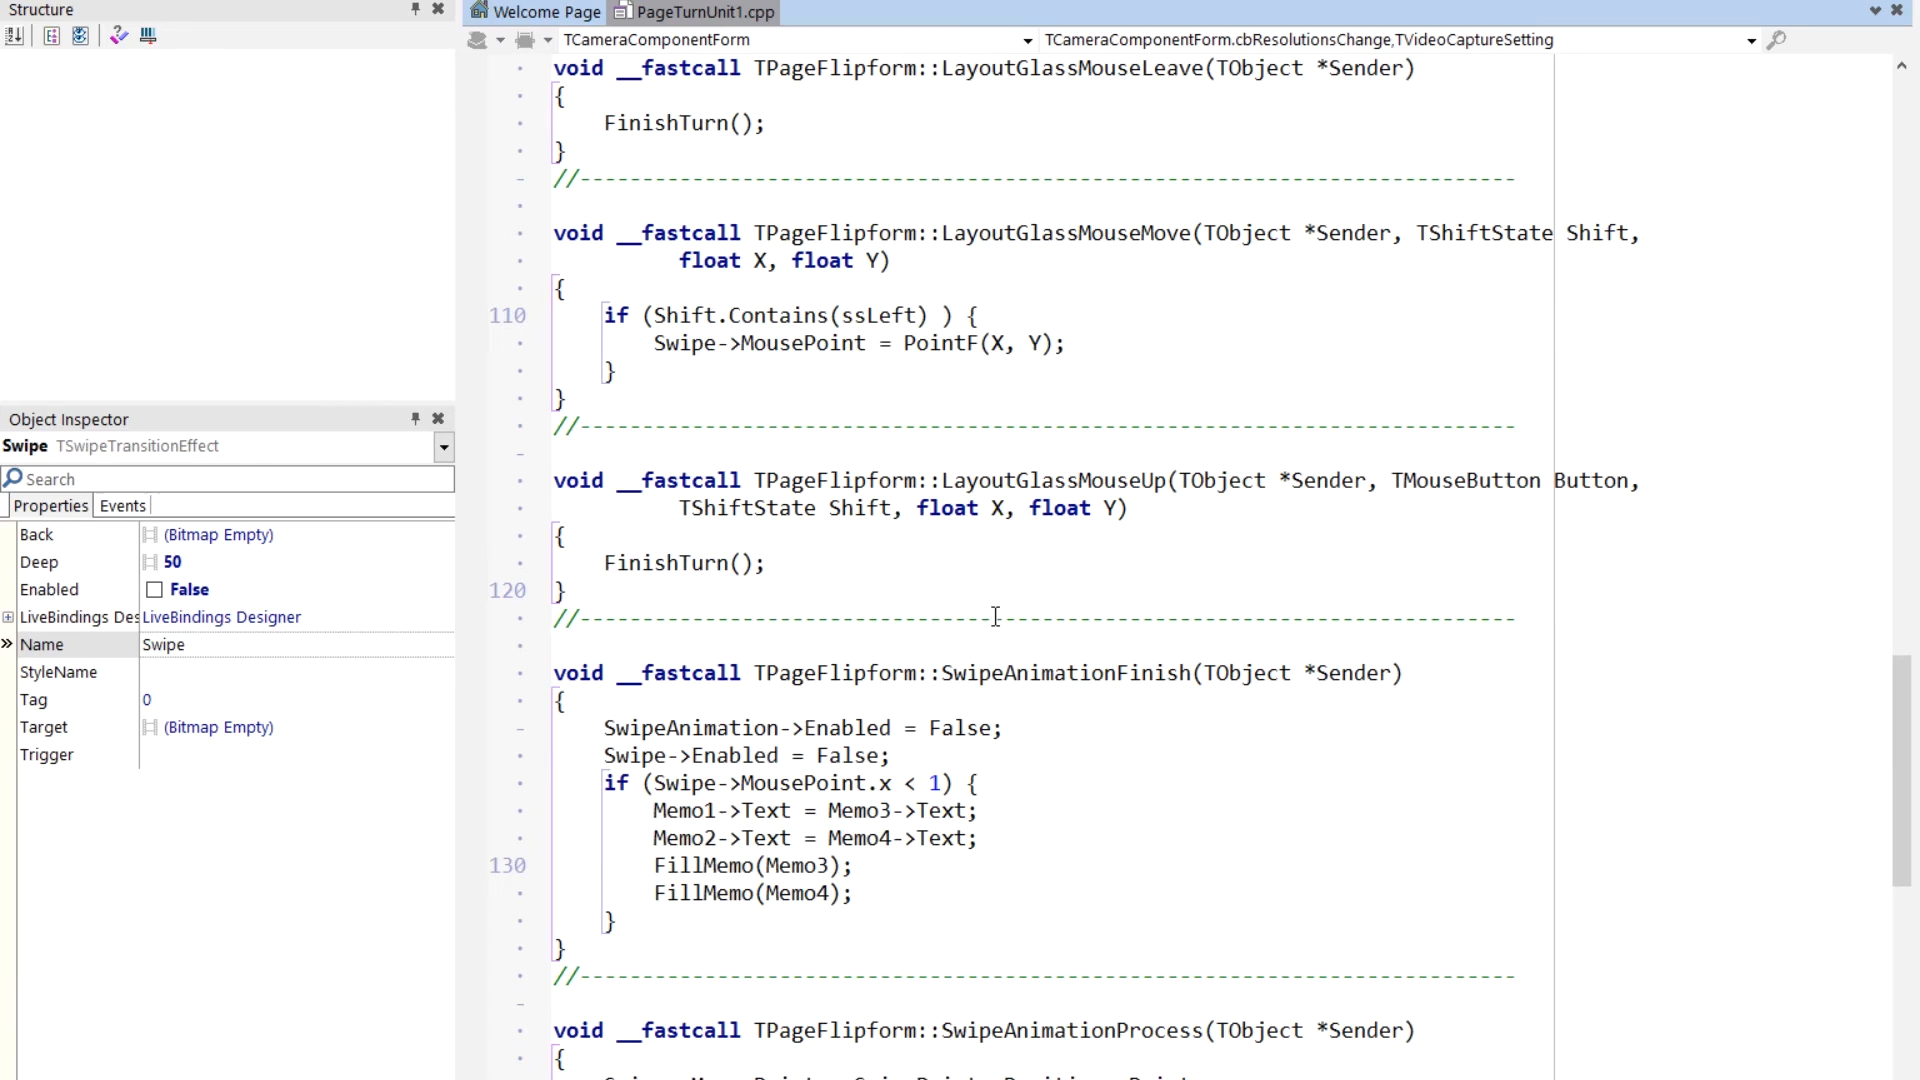 Structure
Welcome Page
PageTurnUnit1.cpp
TCameraComponentForm
TCameraComponentForm.cbResolutionsChange,TVideoCaptureSetting
void __fastcall TPageFlipform::LayoutGlassMouseLeave(TObject *Sender)
{
FinishTurn();
}
//---------------------------------------------------------------------------
void __fastcall TPageFlipform::LayoutGlassMouseMove(TObject *Sender, TShiftState Shift,
float X, float Y)
{
110 if (Shift.Contains(ssLeft) ) {
Swipe->MousePoint = PointF(X, Y);
}
}
//---------------------------------------------------------------------------
void __fastcall TPageFlipform::LayoutGlassMouseUp(TObject *Sender, TMouseButton Button,
TShiftState Shift, float X, float Y)
{
FinishTurn();
120 }
//---------------------------------------------------------------------------
void __fastcall TPageFlipform::SwipeAnimationFinish(TObject *Sender)
{
SwipeAnimation->Enabled = False;
Swipe->Enabled = False;
if (Swipe->MousePoint.x < 1) {
Memo1->Text = Memo3->Text;
Memo2->Text = Memo4->Text;
130 FillMemo(Memo3);
FillMemo(Memo4);
}
}
//---------------------------------------------------------------------------
void __fastcall TPageFlipform::SwipeAnimationProcess(TObject *Sender)
{
Object Inspector
Swipe TSwipeTransitionEffect
Search
Properties Events
Back (Bitmap Empty)
Deep 50
Enabled False
LiveBindings Des LiveBindings Designer
Name Swipe
StyleName
Tag 0
Target (Bitmap Empty)
Trigger